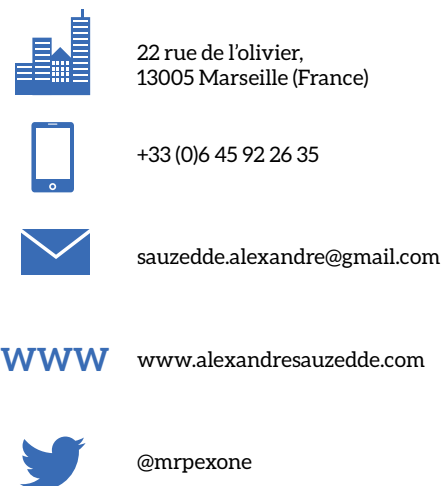 22 rue de l’olivier,
13005 Marseille (France)
+33 (0)6 45 92 26 35
sauzedde.alexandre@gmail.com
WWW www.alexandresauzedde.com
@mrpexone